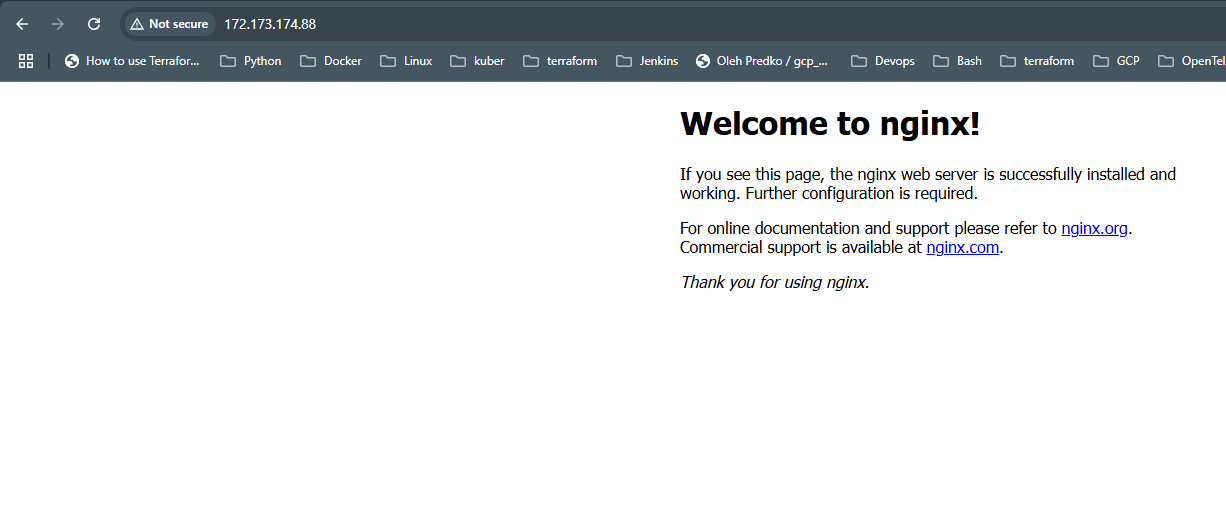 Not secure 172.173.174.88
How to use Terrafor... Python Docker Linux kuber terraform Jenkins Oleh Predko / gcp_... Devops Bash terraform GCP OpenTel
Welcome to nginx!
If you see this page, the nginx web server is successfully installed and
working. Further configuration is required.
For online documentation and support please refer to nginx.org.
Commercial support is available at nginx.com.
Thank you for using nginx.